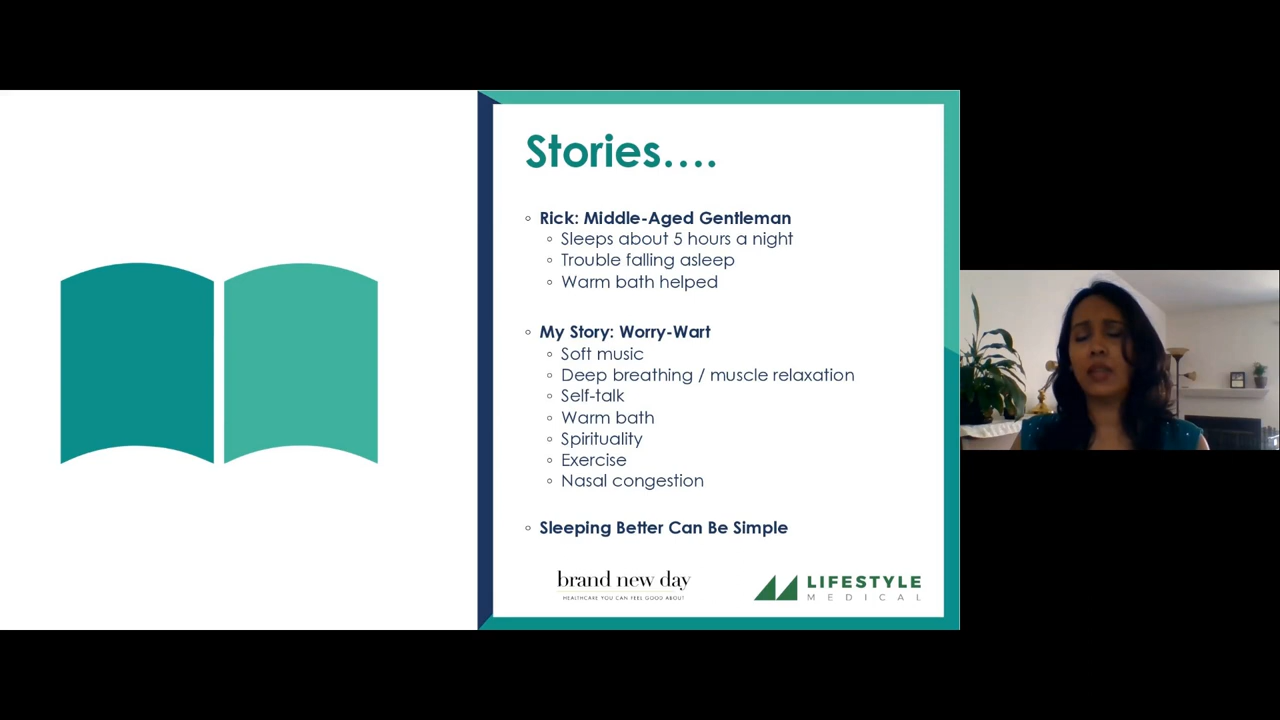 Stories....
Rick: Middle-Aged Gentleman
Sleeps about 5 hours a night
Trouble falling asleep
Warm bath helped
My Story: Worry-Wart
Soft music
Deep breathing / muscle relaxation
Self-talk
Warm bath
Spirituality
Exercise
Nasal congestion
Sleeping Better Can Be Simple
brand new day
HEALTHCARE YOU CAN FEEL GOOD ABOUT
LIFESTYLE
MEDICAL